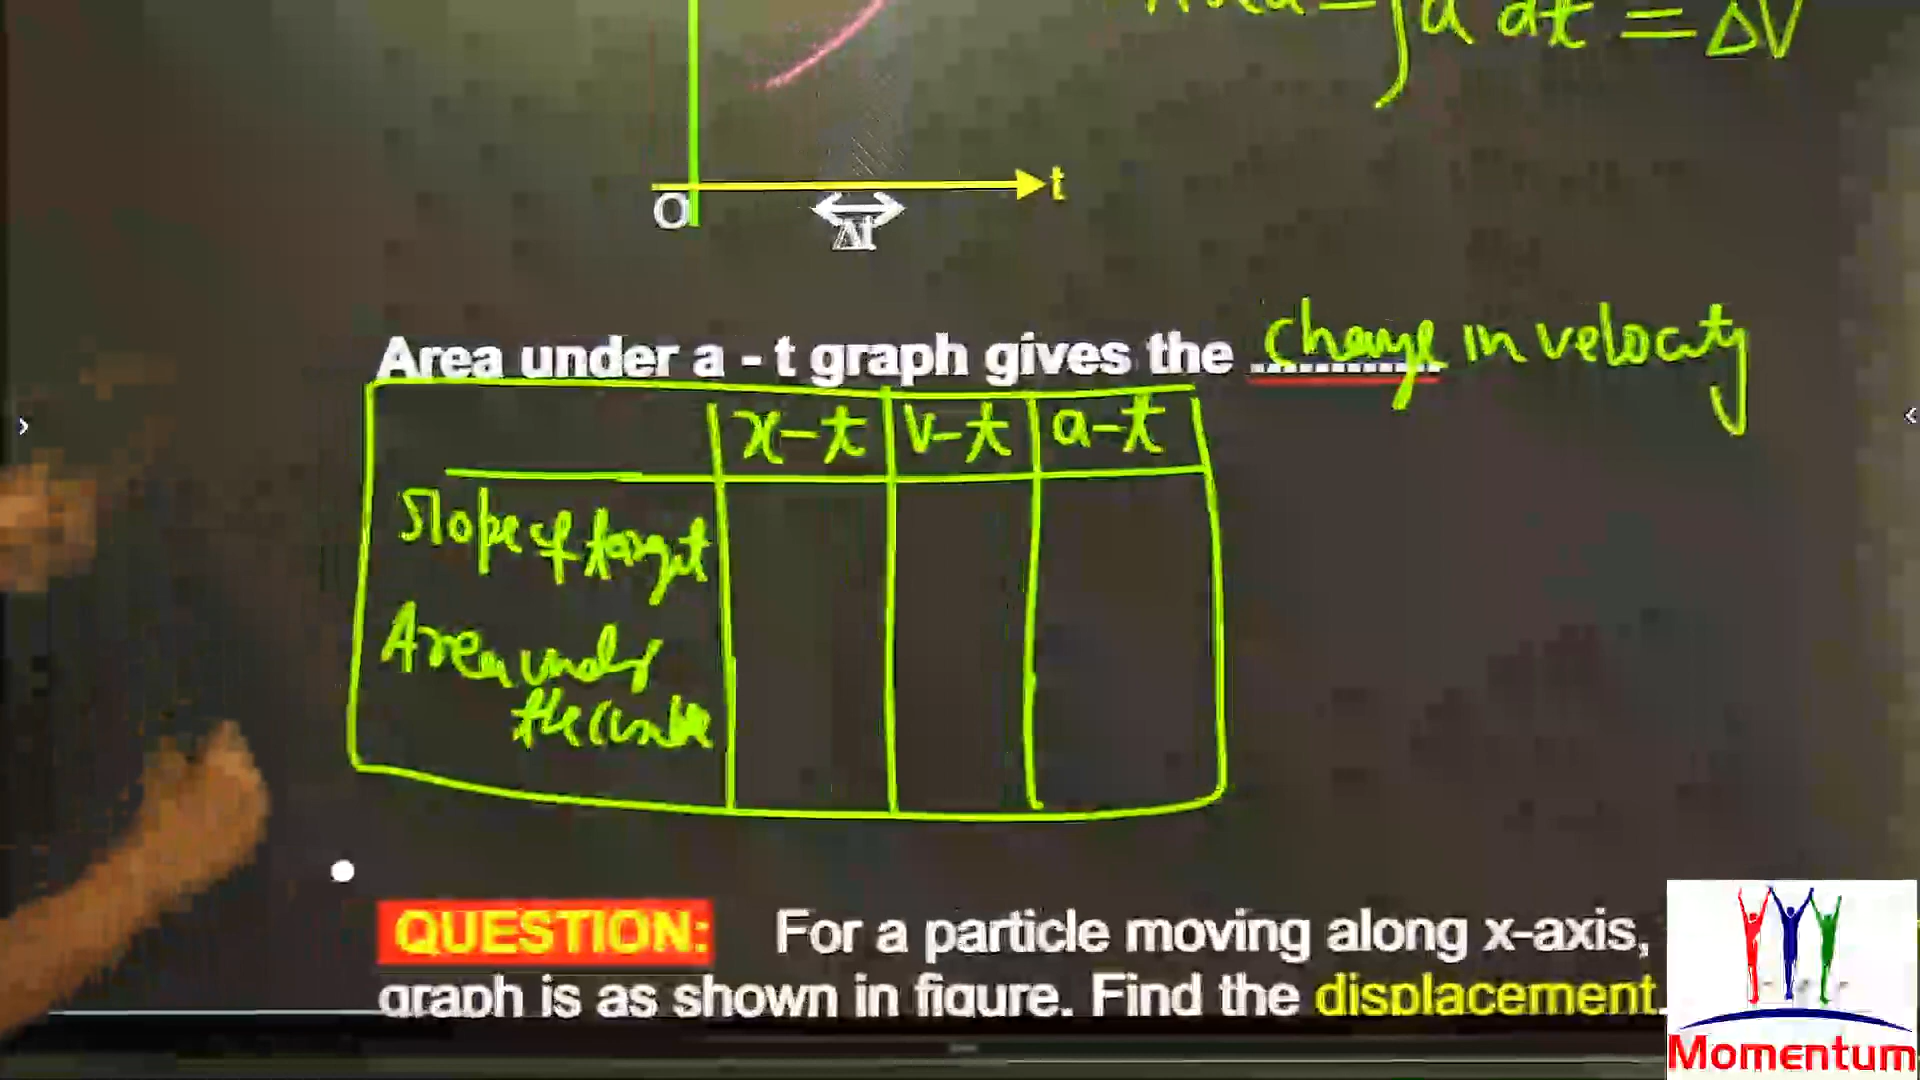 Area = ∫a dt = ΔV
t
O
Δt
Area under a - t graph gives the change in velocity
x-t v-t a-t
Slope of tangent
Area under
the curve
QUESTION: For a particle moving along x-axis,
graph is as shown in figure. Find the displacement.
Momentum